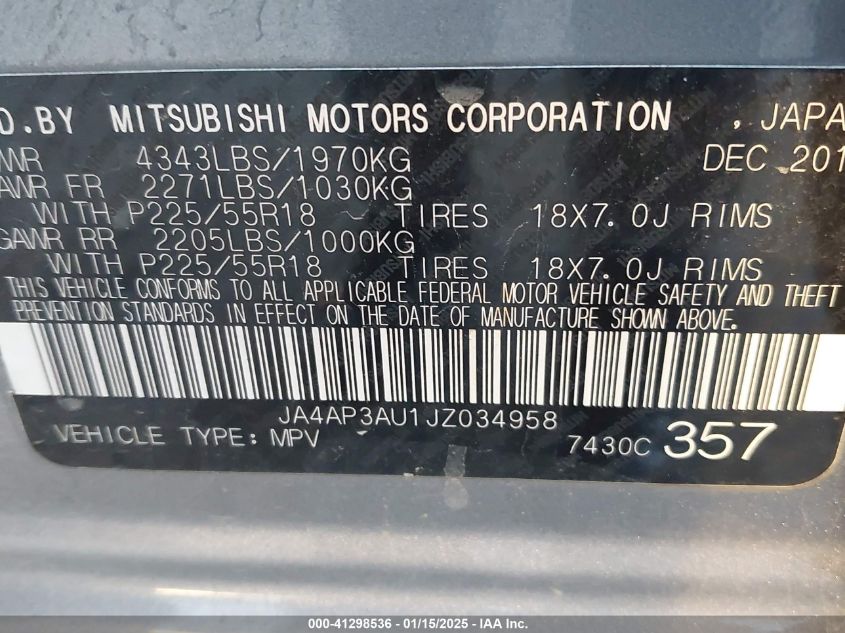 D.BY MITSUBISHI MOTORS CORPORATION , JAPA
WR 4343LBS/1970KG DEC 201
AWR FR 2271LBS/1030KG
WITH P225/55R18 TIRES 18X7.0J RIMS
GAWR RR 2205LBS/1000KG
WITH P225/55R18 TIRES 18X7.0J RIMS
THIS VEHICLE CONFORMS TO ALL APPLICABLE FEDERAL MOTOR VEHICLE SAFETY AND THEFT
PREVENTION STANDARDS IN EFFECT ON THE DATE OF MANUFACTURE SHOWN ABOVE.
JA4AP3AU1JZ034958
VEHICLE TYPE: MPV 7430C 357
000-41298536 - 01/15/2025 - IAAI.com